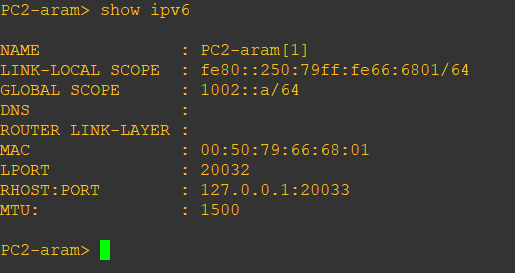 PC2-aram> show ipv6
NAME : PC2-aram[1]
LINK-LOCAL SCOPE : fe80::250:79ff:fe66:6801/64
GLOBAL SCOPE : 1002::a/64
DNS :
ROUTER LINK-LAYER :
MAC : 00:50:79:66:68:01
LPORT : 20032
RHOST:PORT : 127.0.0.1:20033
MTU: : 1500
PC2-aram>